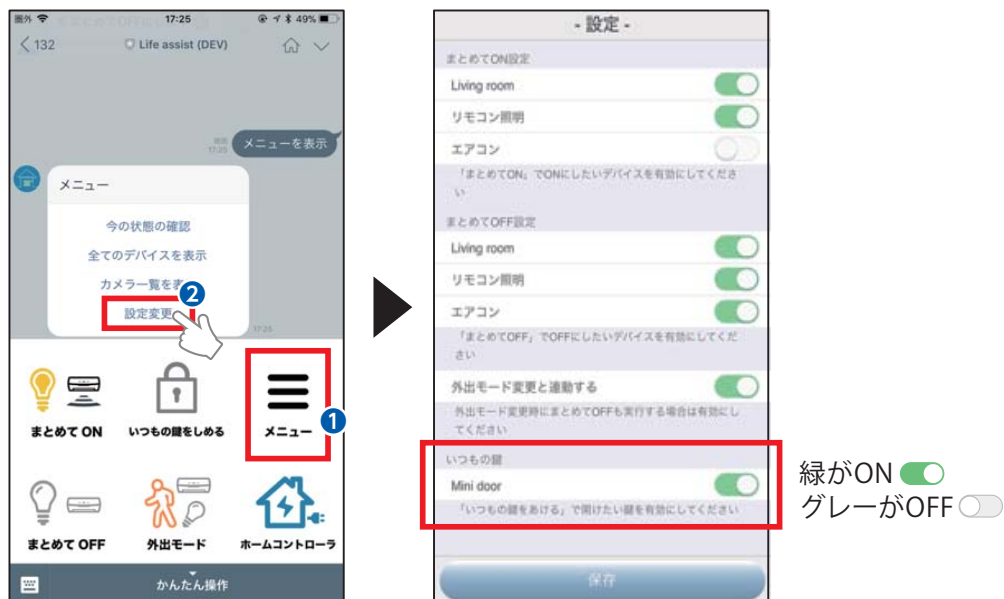 圏外 17:25 49%
132 Life assist (DEV)
メニューを表示
17:25
メニュー
今の状態の確認
全てのデバイスを表示
カメラ一覧を表
2
設定変更
17:25
まとめて ON
いつもの鍵をしめる
メニュー
1
まとめて OFF
外出モード
ホームコントローラ
かんたん操作
- 設定 -
まとめてON設定
Living room
リモコン照明
エアコン
「まとめてON」でONにしたいデバイスを有効にしてくださ
い
まとめてOFF設定
Living room
リモコン照明
エアコン
「まとめてOFF」でOFFにしたいデバイスを有効にしてくだ
さい
外出モード変更と連動する
外出モード変更時にまとめてOFFも実行する場合は有効にし
てください
いつもの鍵
Mini door
「いつもの鍵をあける」で開けたい鍵を有効にしてください
保存
緑がON
グレーがOFF